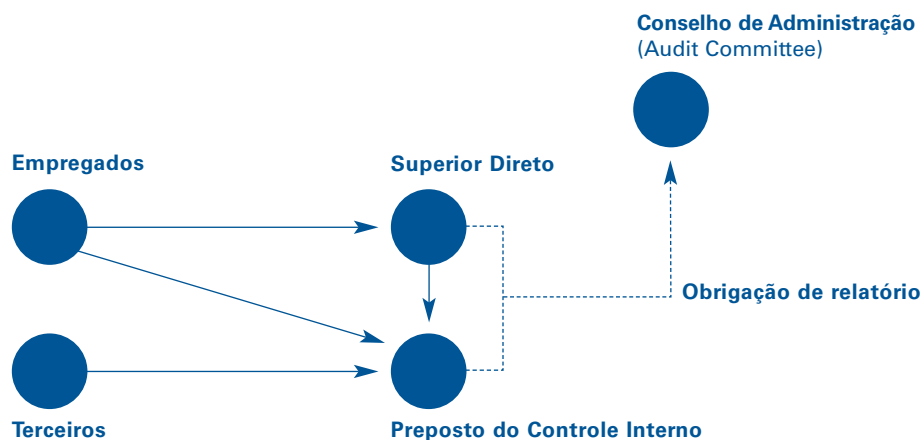 Conselho de Administração
(Audit Committee)
Empregados
Superior Direto
Obrigação de relatório
Terceiros
Preposto do Controle Interno